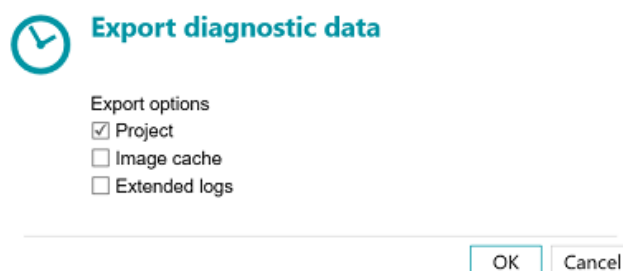 Export diagnostic data
Export options
Project
Image cache
Extended logs
OK Cancel